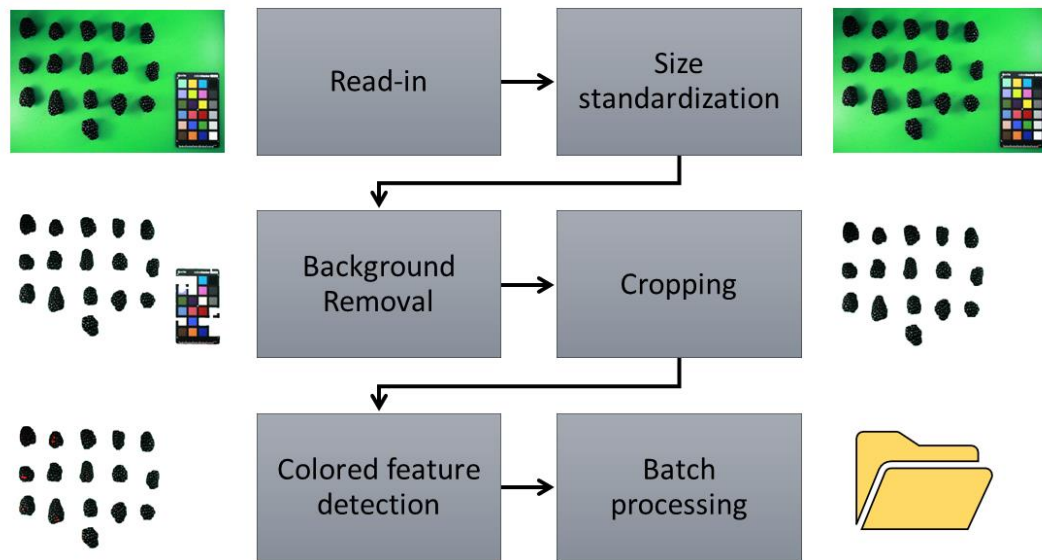 Read-in
Size
standardization
Background
Removal
Cropping
Colored feature
detection
Batch
processing